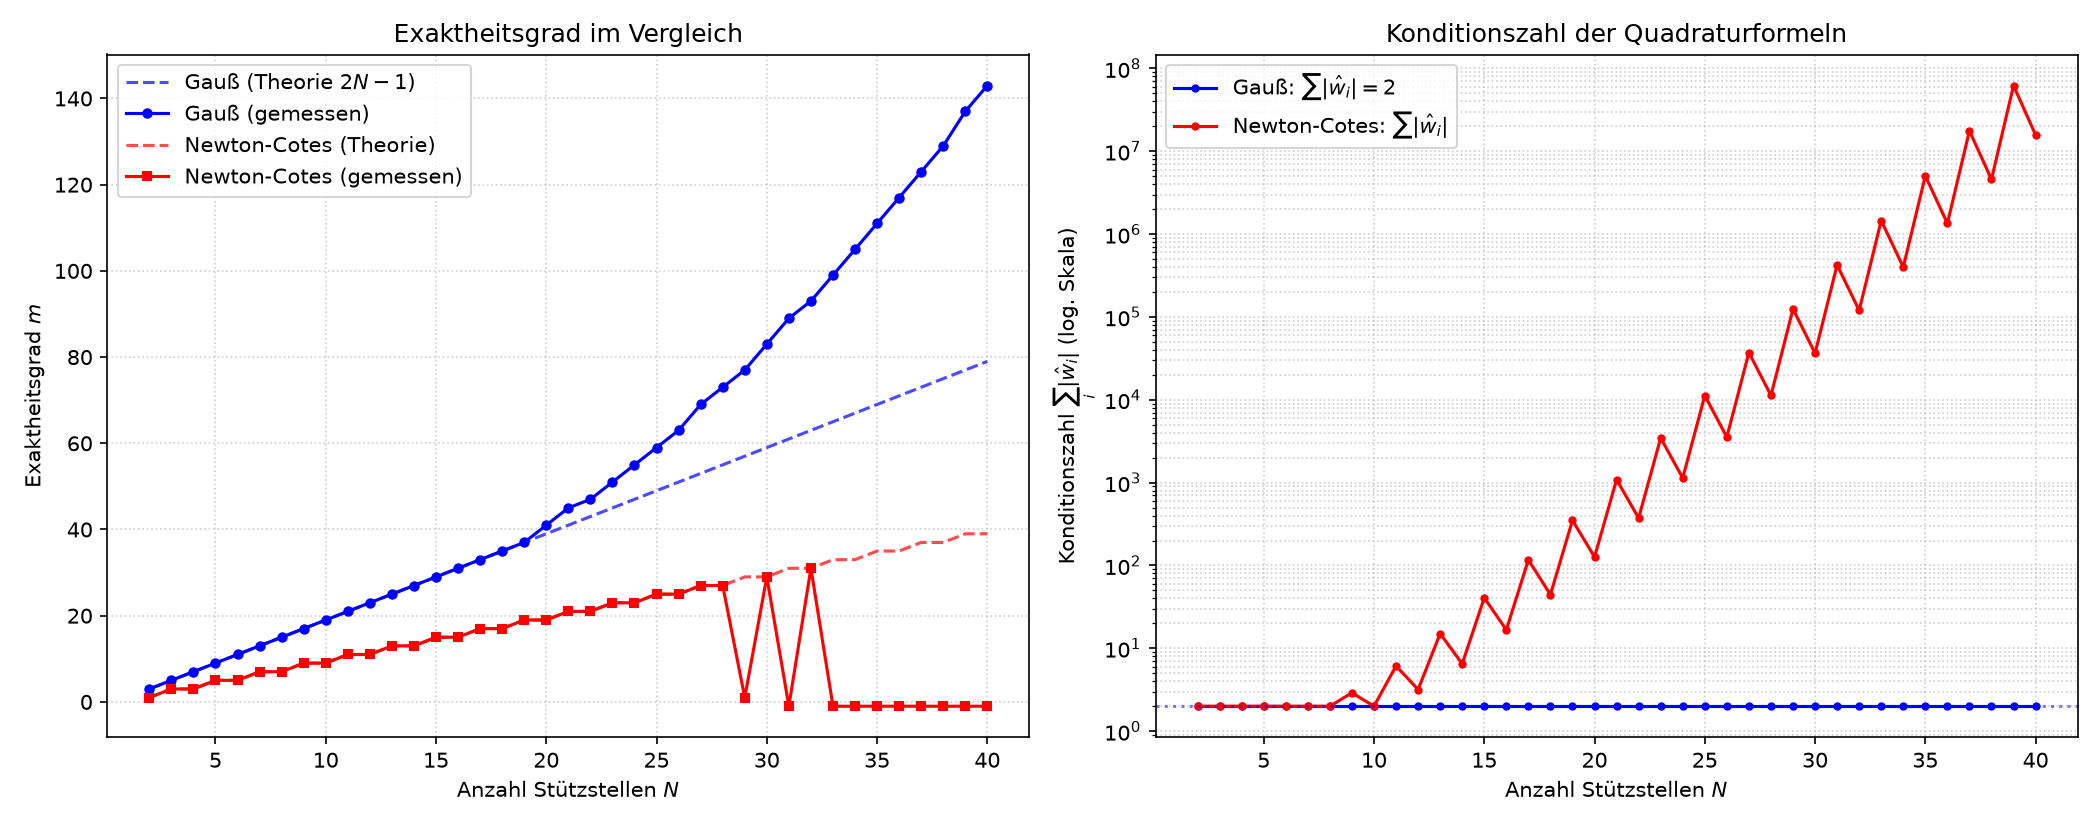 Exaktheitsgrad im Vergleich
Gauß (Theorie 2N − 1)
Gauß (gemessen)
Newton-Cotes (Theorie)
Newton-Cotes (gemessen)
Exaktheitsgrad m
140
120
100
80
60
40
20
0
5 10 15 20 25 30 35 40
Anzahl Stützstellen N
Konditionszahl der Quadraturformeln
Gauß: ∑|ŵᵢ| = 2
Newton-Cotes: ∑|ŵᵢ|
Konditionszahl ∑ᵢ|ŵᵢ| (log. Skala)
10⁸
10⁷
10⁶
10⁵
10⁴
10³
10²
10¹
10⁰
5 10 15 20 25 30 35 40
Anzahl Stützstellen N